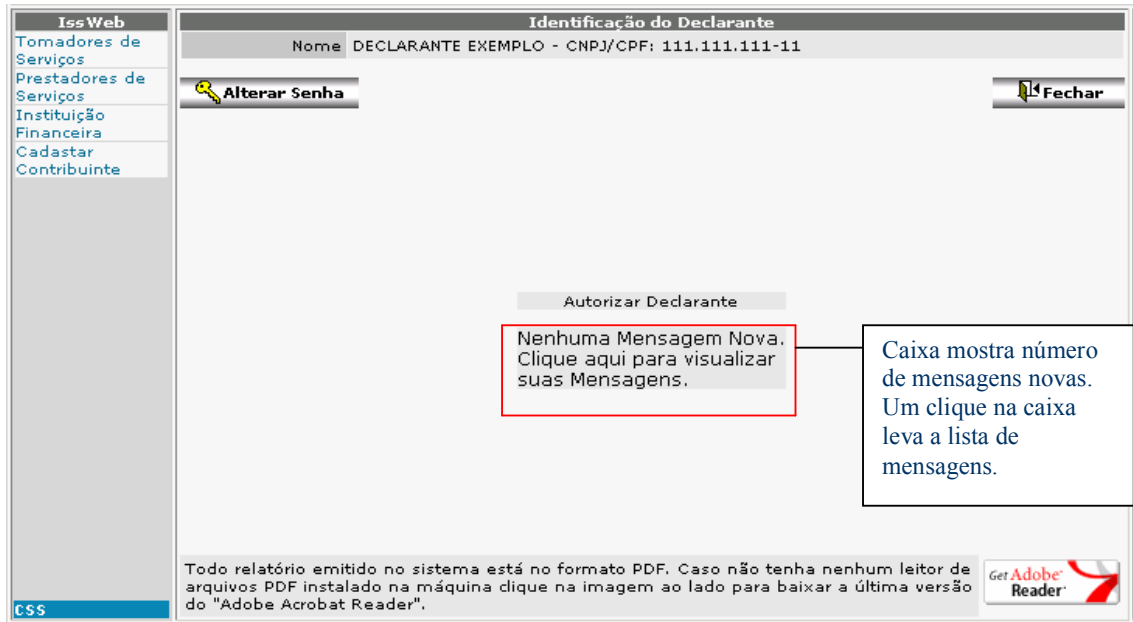 IssWeb
Tomadores de
Serviços
Prestadores de
Serviços
Instituição
Financeira
Cadastar
Contribuinte
CSS
Identificação do Declarante
Nome DECLARANTE EXEMPLO - CNPJ/CPF: 111.111.111-11
Alterar Senha
Fechar
Autorizar Declarante
Nenhuma Mensagem Nova.
Clique aqui para visualizar
suas Mensagens.
Caixa mostra número
de mensagens novas.
Um clique na caixa
leva a lista de
mensagens.
Todo relatório emitido no sistema está no formato PDF. Caso não tenha nenhum leitor de
arquivos PDF instalado na máquina clique na imagem ao lado para baixar a última versão
do "Adobe Acrobat Reader".
Get Adobe
Reader